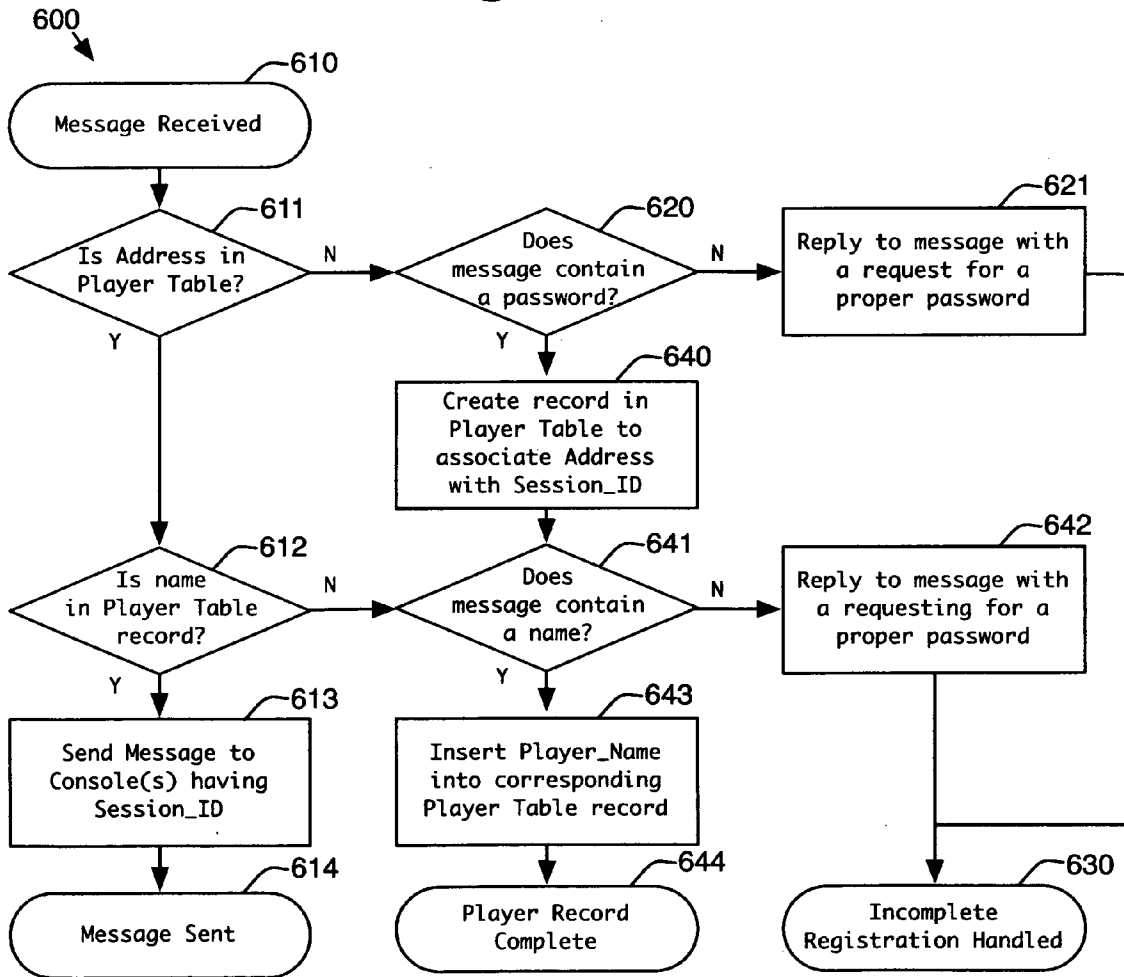 600
610
Message Received
611
Is Address in
Player Table?
N
Y
620
Does
message contain
a password?
N
Y
621
Reply to message with
a request for a
proper password
640
Create record in
Player Table to
associate Address
with Session_ID
612
Is name
in Player Table
record?
N
Y
641
Does
message contain
a name?
N
Y
642
Reply to message with
a requesting for a
proper password
613
Send Message to
Console(s) having
Session_ID
643
Insert Player_Name
into corresponding
Player Table record
614
Message Sent
644
Player Record
Complete
630
Incomplete
Registration Handled